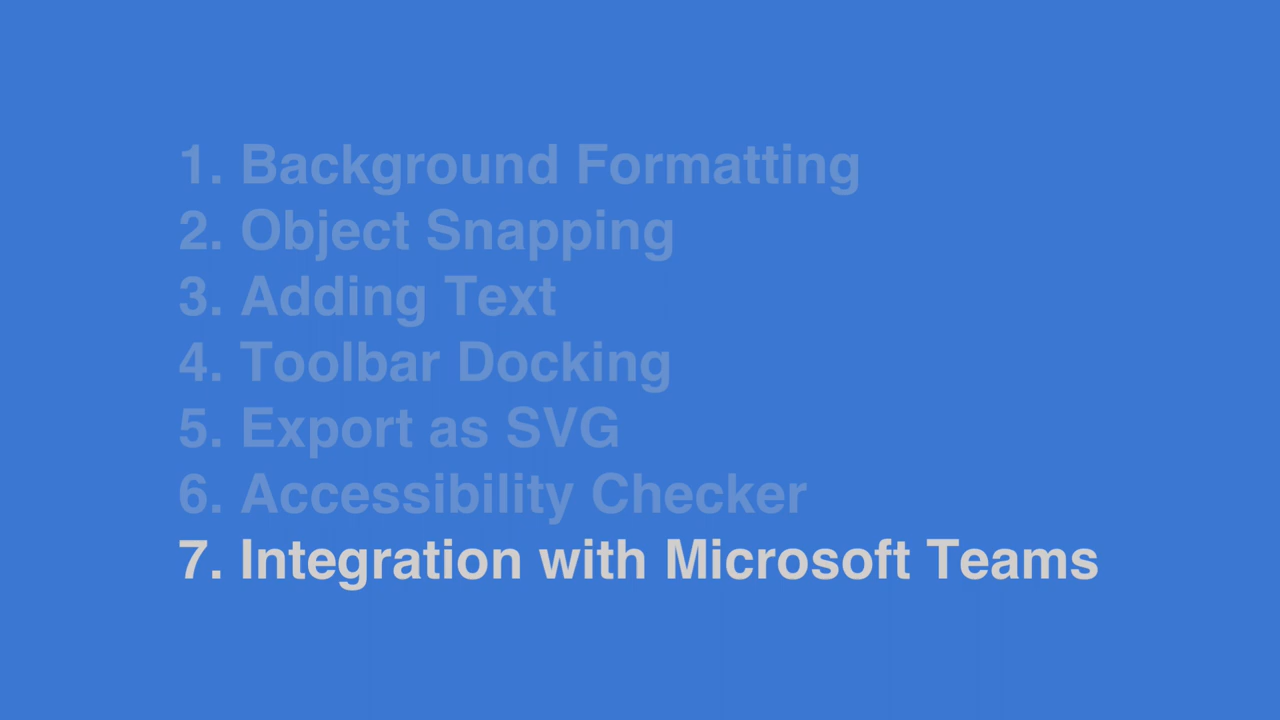 1. Background Formatting
2. Object Snapping
3. Adding Text
4. Toolbar Docking
5. Export as SVG
6. Accessibility Checker
7. Integration with Microsoft Teams